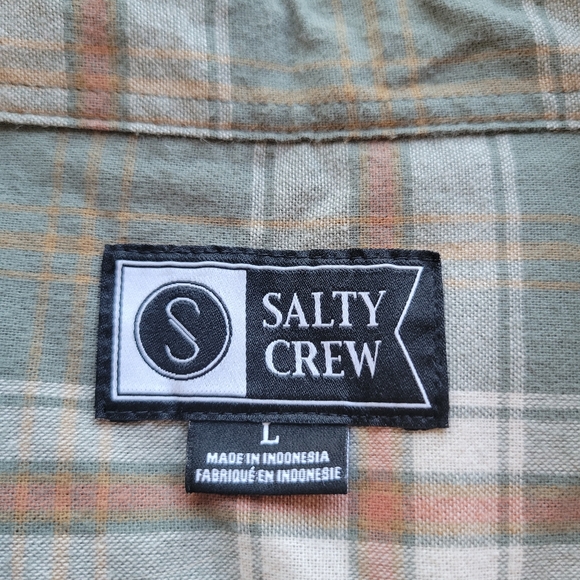 S
SALTY
CREW
L
MADE IN INDONESIA
FABRIQUÉ EN INDONESIE